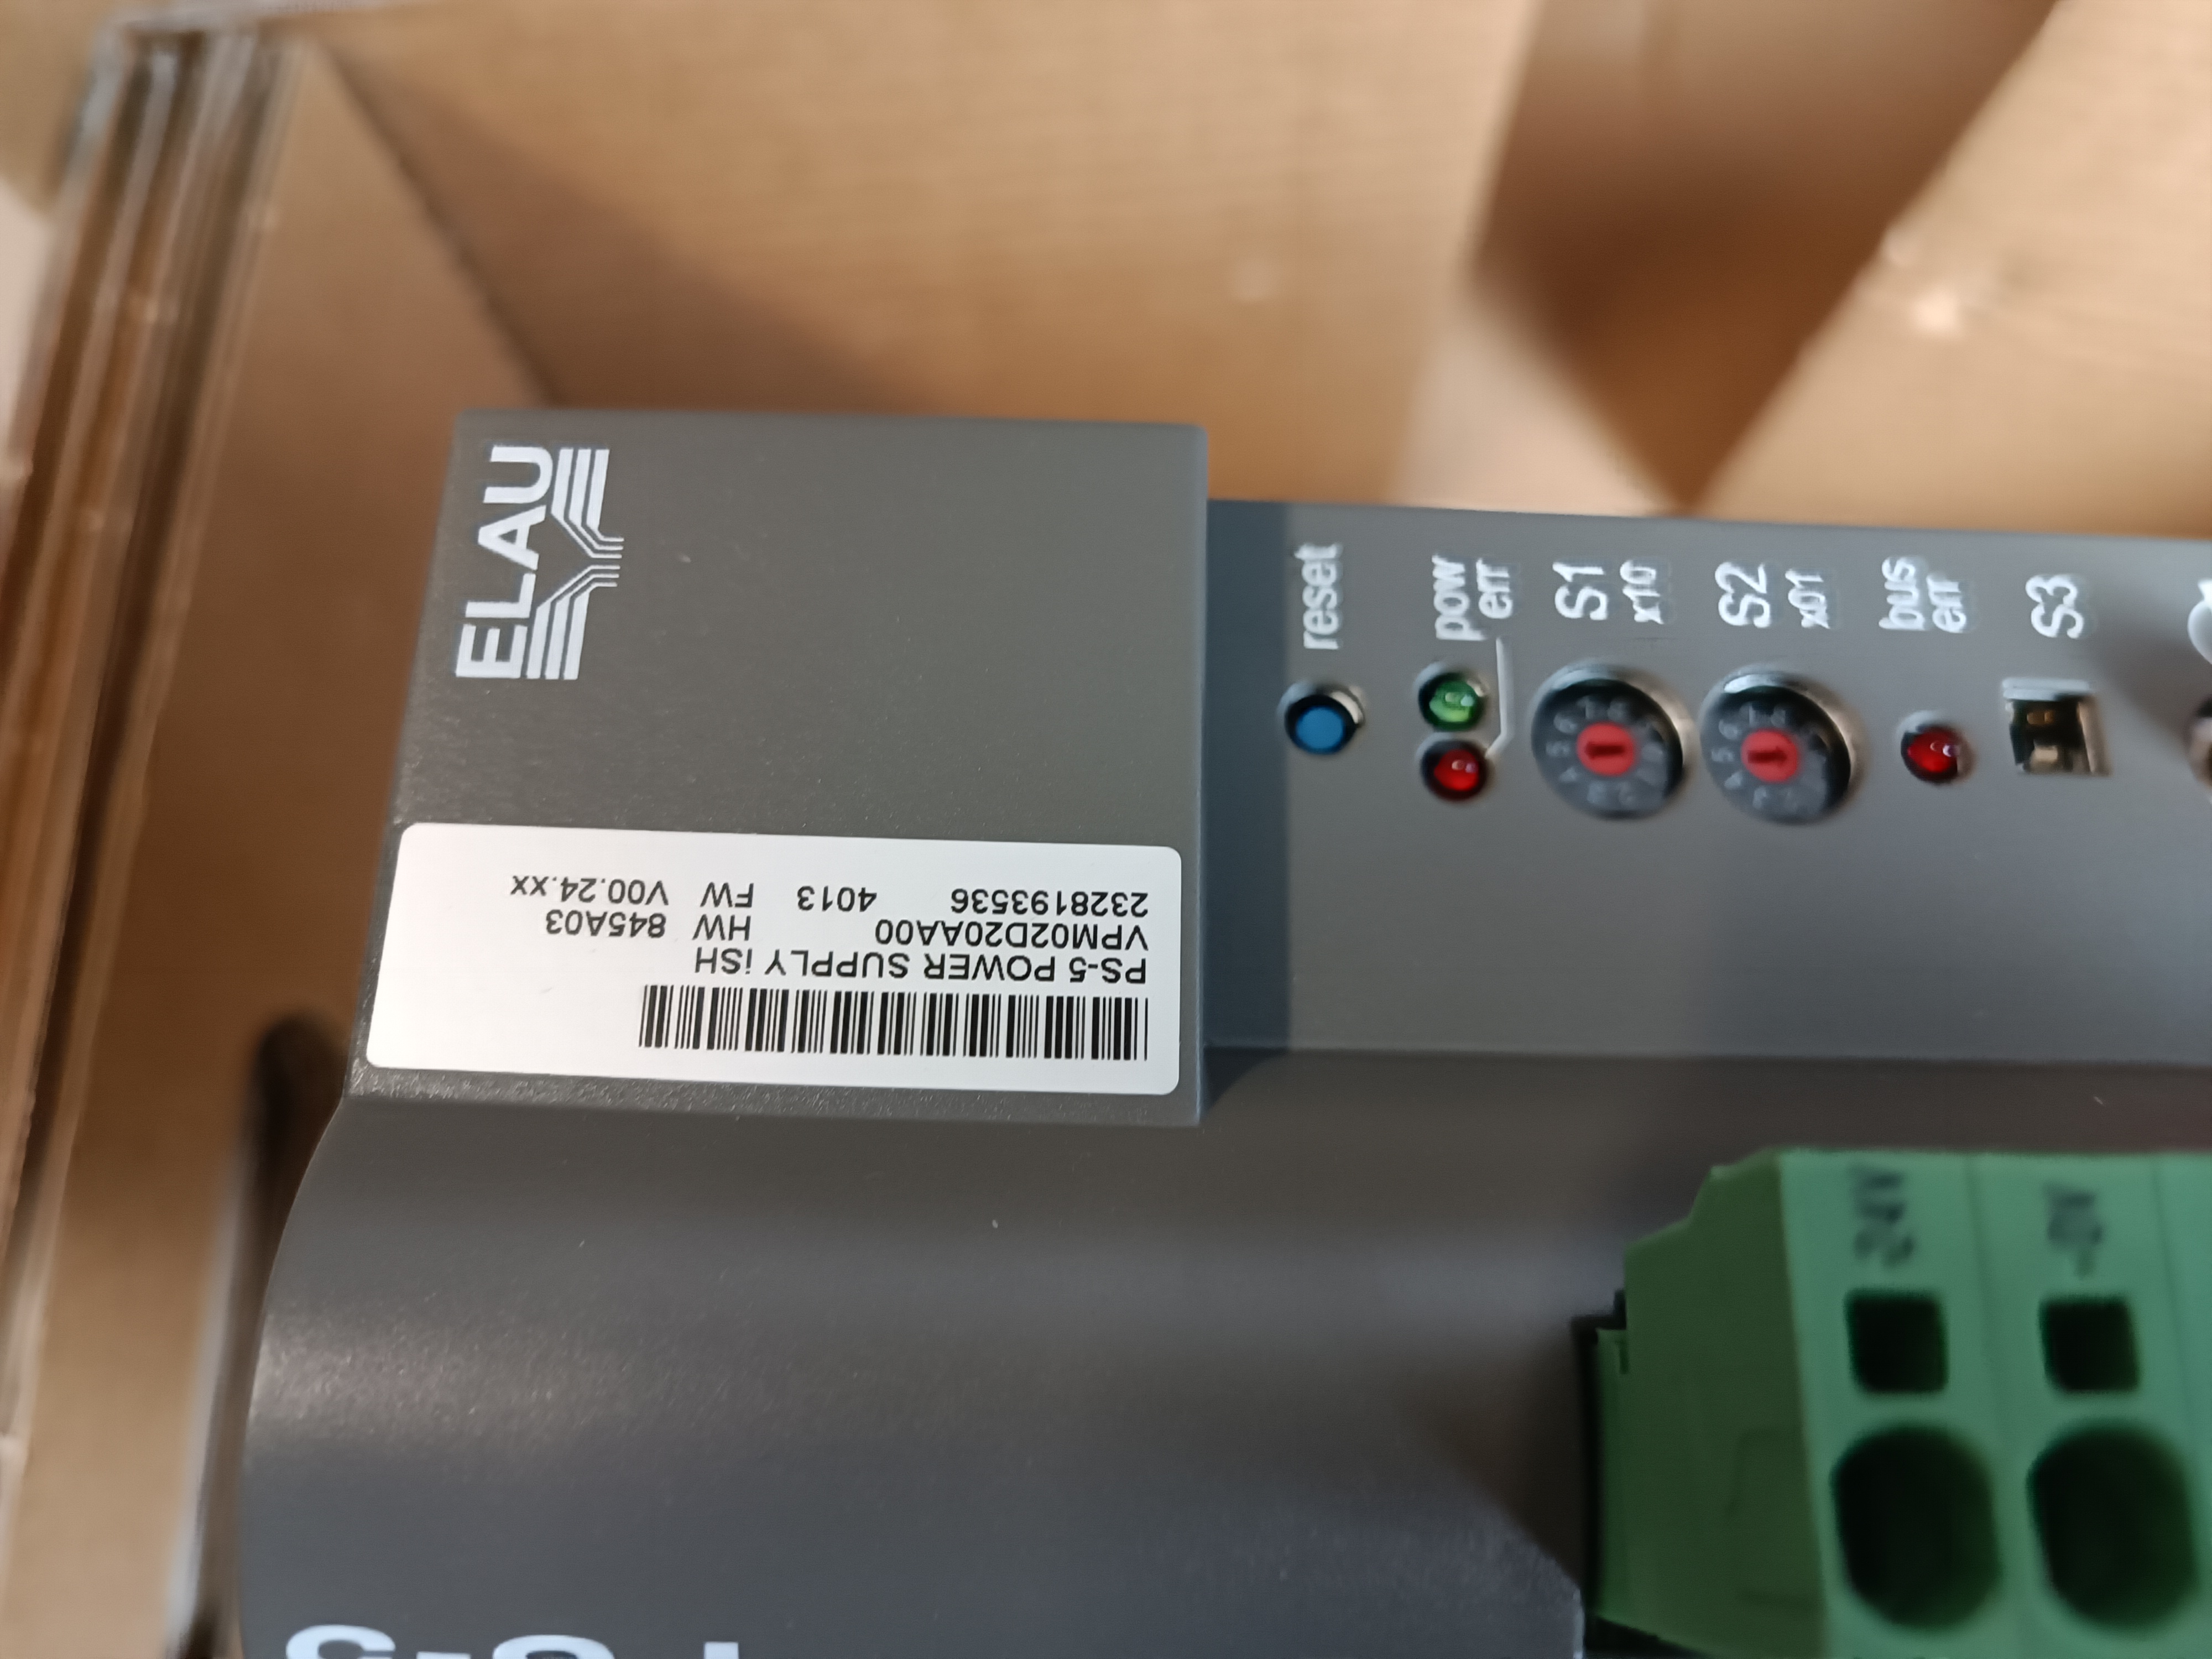 ELAU
PS-5 POWER SUPPLY iSH
VPM02D20AA00 HW 845A03
2328193536 4013 FW V00.24.xx
reset
pow
err
S1
x10
S2
x01
bus
err
S3
24V